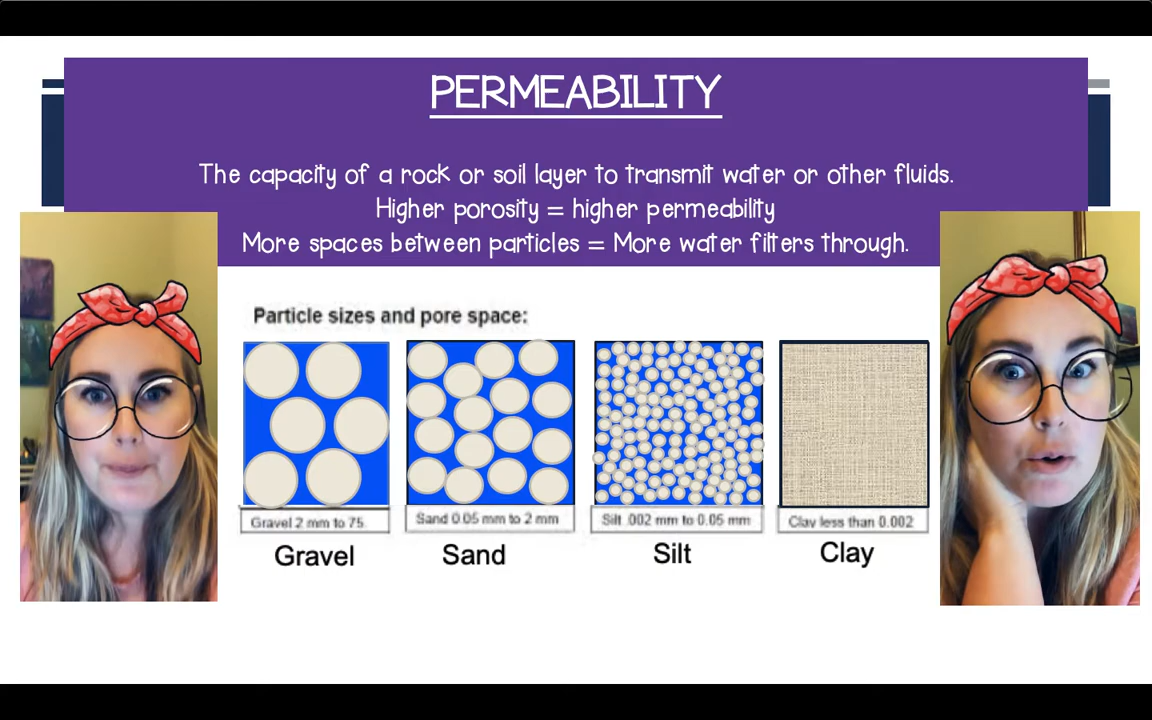 PERMEABILITY
The capacity of a rock or soil layer to transmit water or other fluids.
Higher porosity = higher permeability
More spaces between particles = More water filters through.
Particle sizes and pore space:
Gravel 2 mm to 75
Sand 0.05 mm to 2 mm
Silt .002 mm to 0.05 mm
Clay less than 0.002
Gravel
Sand
Silt
Clay